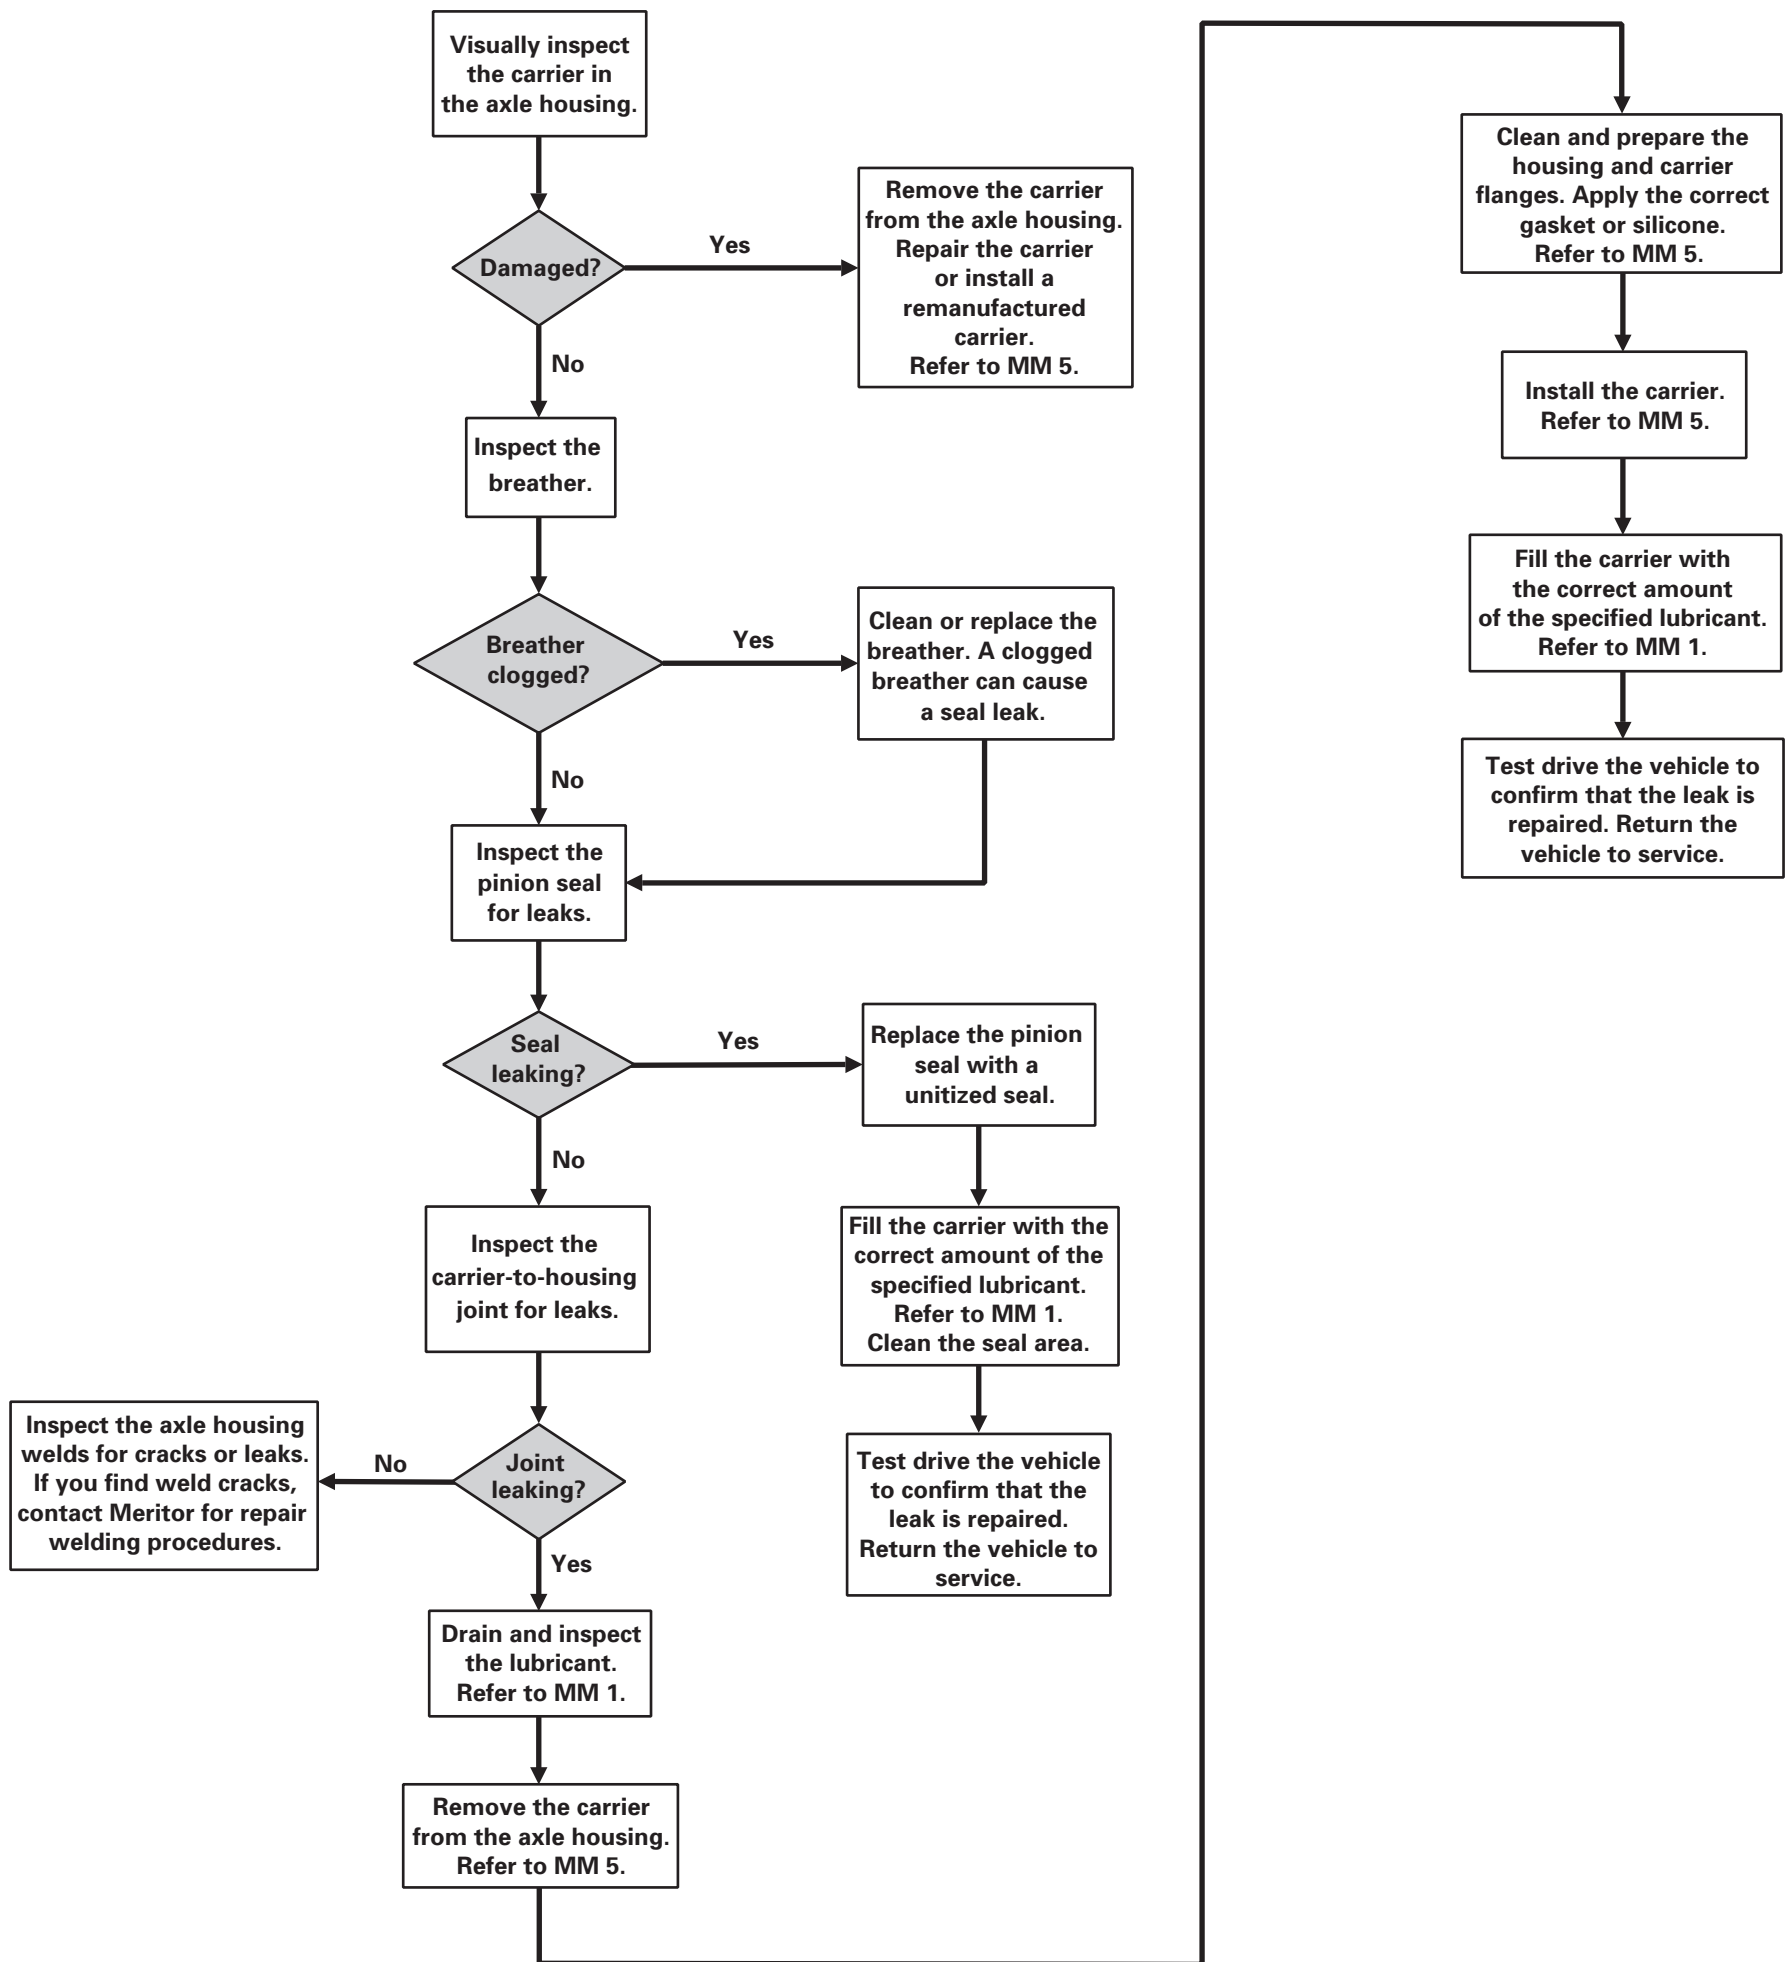 Visually inspect
the carrier in
the axle housing.
Damaged?
Yes
Remove the carrier
from the axle housing.
Repair the carrier
or install a
remanufactured
carrier.
Refer to MM 5.
No
Inspect the
breather.
Breather
clogged?
Yes
Clean or replace the
breather. A clogged
breather can cause
a seal leak.
No
Inspect the
pinion seal
for leaks.
Seal
leaking?
Yes
Replace the pinion
seal with a
unitized seal.
Fill the carrier with the
correct amount of the
specified lubricant.
Refer to MM 1.
Clean the seal area.
Test drive the vehicle
to confirm that the
leak is repaired.
Return the vehicle to
service.
No
Inspect the
carrier-to-housing
joint for leaks.
Joint
leaking?
No
Inspect the axle housing
welds for cracks or leaks.
If you find weld cracks,
contact Meritor for repair
welding procedures.
Yes
Drain and inspect
the lubricant.
Refer to MM 1.
Remove the carrier
from the axle housing.
Refer to MM 5.
Clean and prepare the
housing and carrier
flanges. Apply the correct
gasket or silicone.
Refer to MM 5.
Install the carrier.
Refer to MM 5.
Fill the carrier with
the correct amount
of the specified lubricant.
Refer to MM 1.
Test drive the vehicle to
confirm that the leak is
repaired. Return the
vehicle to service.